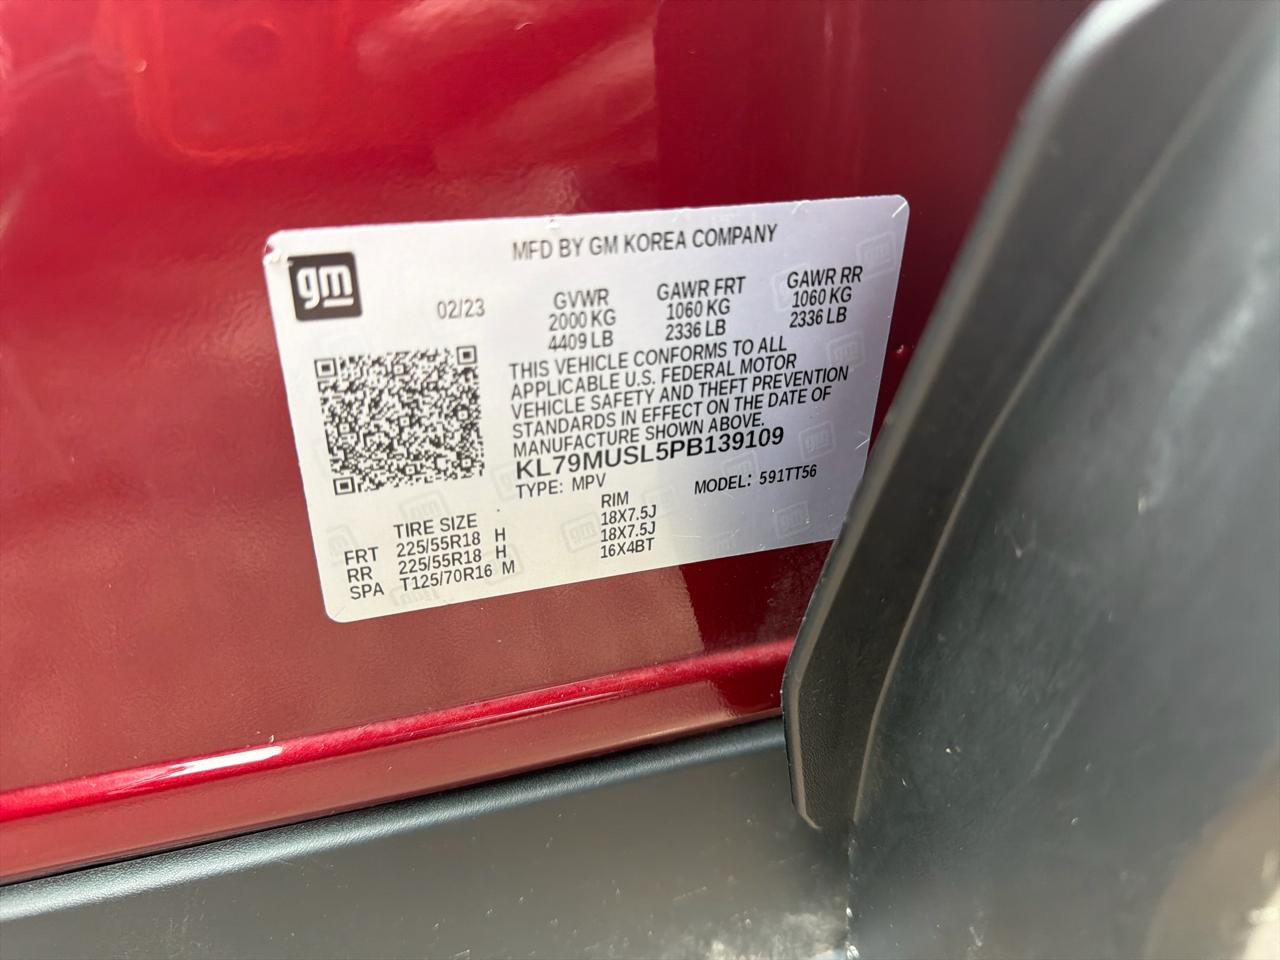 gm
MFD BY GM KOREA COMPANY
02/23
GVWR GAWR FRT GAWR RR
2000 KG 1060 KG 1060 KG
4409 LB 2336 LB 2336 LB
THIS VEHICLE CONFORMS TO ALL
APPLICABLE U.S. FEDERAL MOTOR
VEHICLE SAFETY AND THEFT PREVENTION
STANDARDS IN EFFECT ON THE DATE OF
MANUFACTURE SHOWN ABOVE.
KL79MUSL5PB139109
TYPE: MPV MODEL: 591TT56
TIRE SIZE RIM
FRT 225/55R18 H 18X7.5J
RR 225/55R18 H 18X7.5J
SPA T125/70R16 M 16X4BT